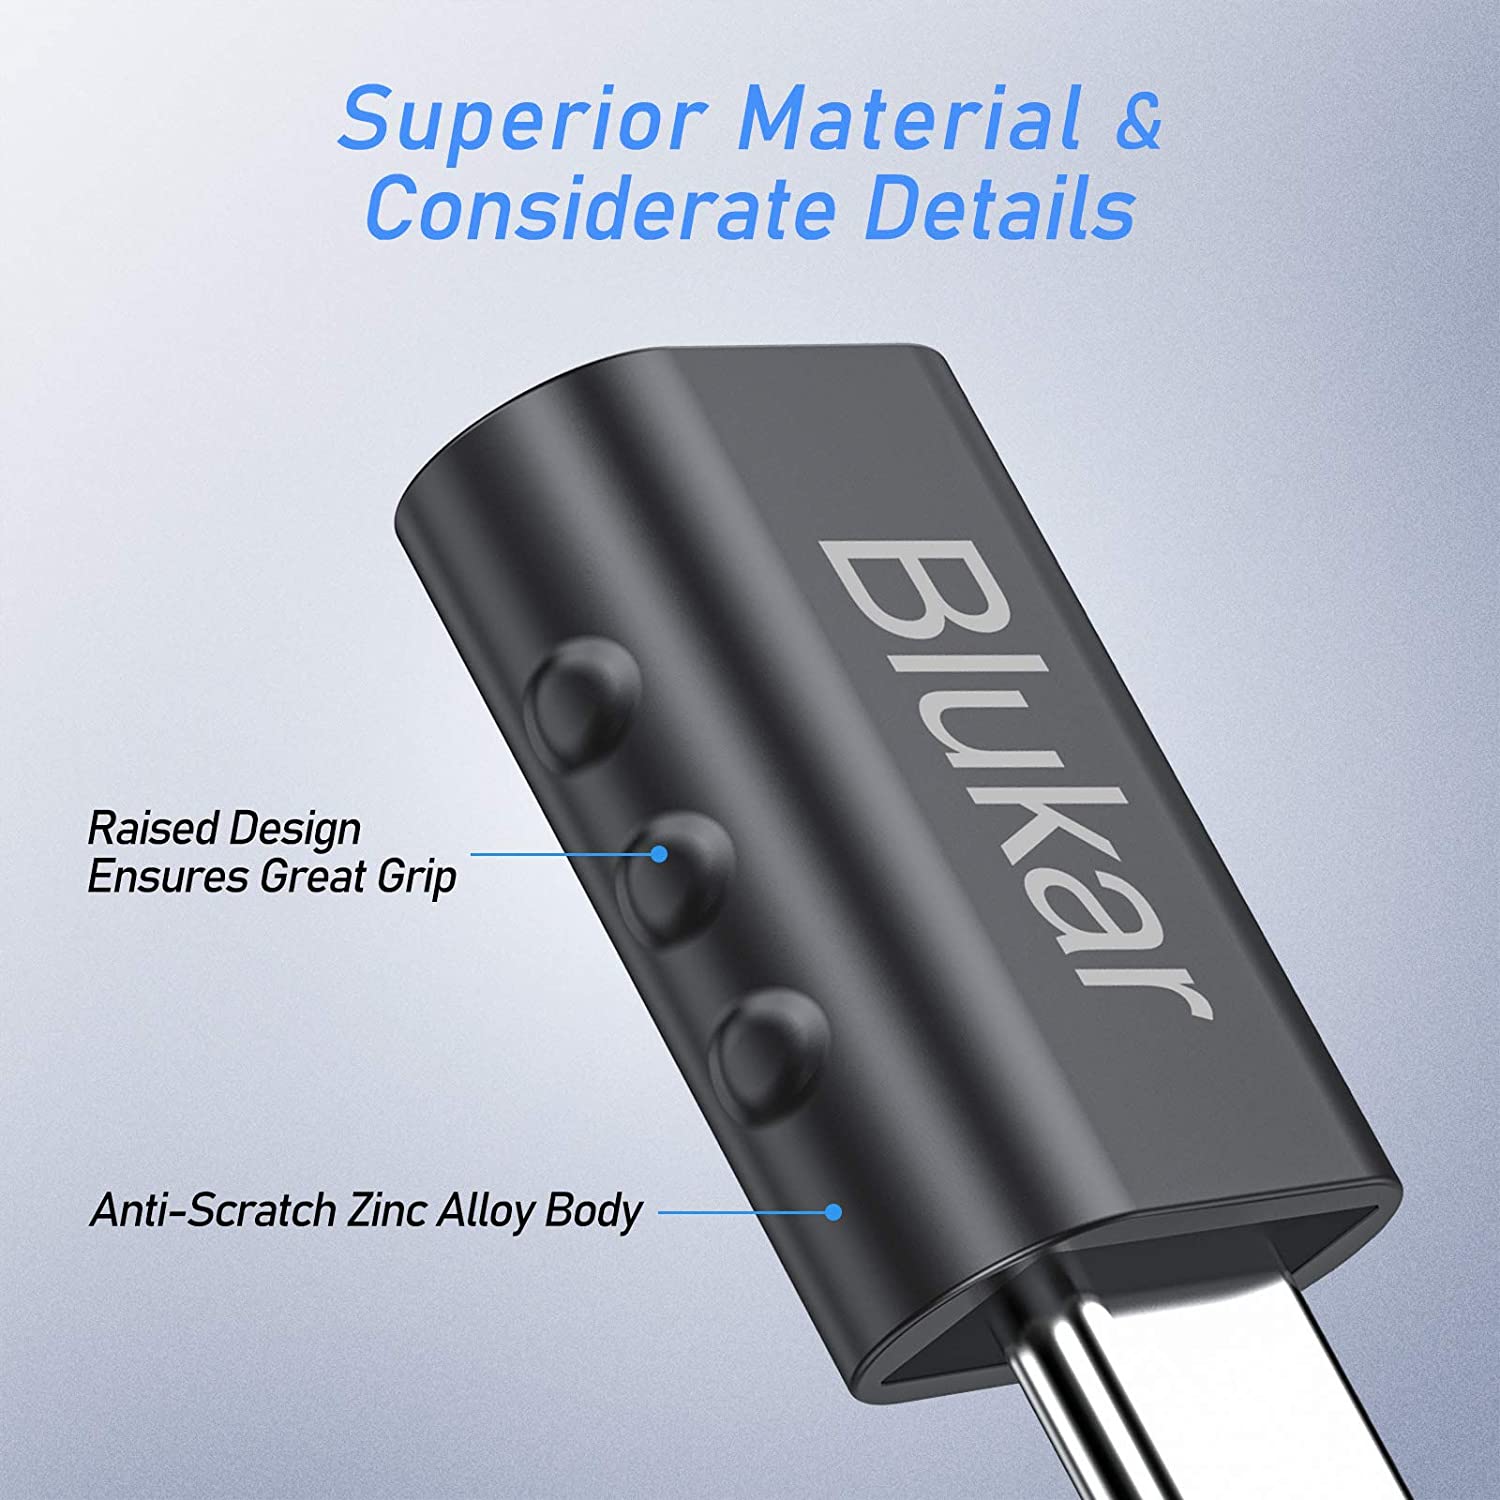 Superior Material &
Considerate Details
Blukar
Raised Design
Ensures Great Grip
Anti-Scratch Zinc Alloy Body